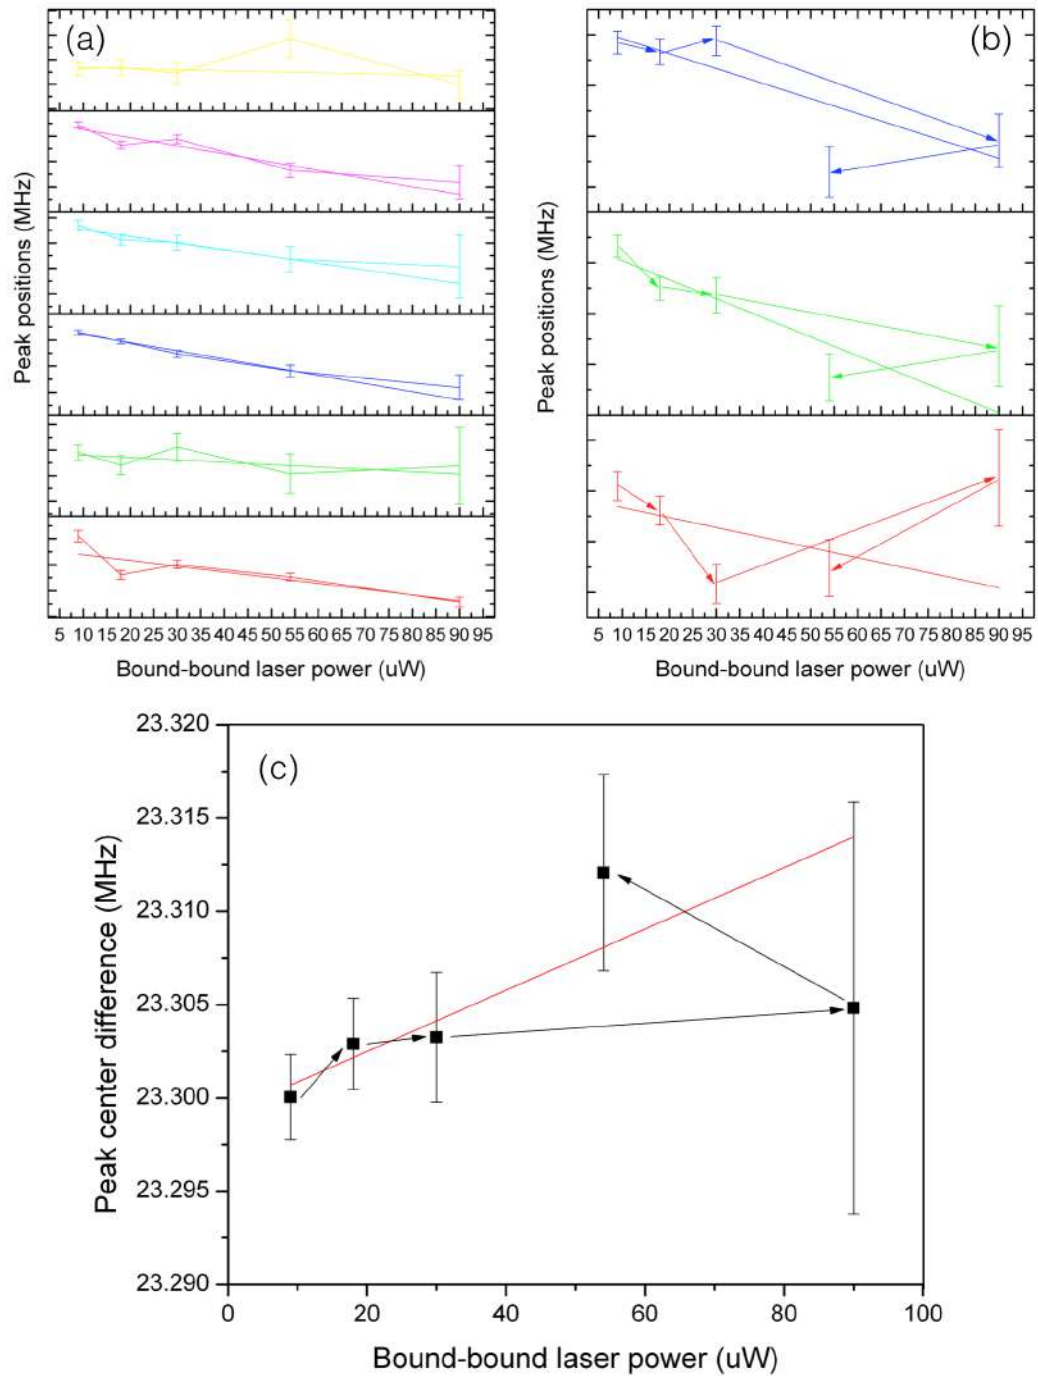 (a)
Peak positions (MHz)
5 10 15 20 25 30 35 40 45 50 55 60 65 70 75 80 85 90 95
Bound-bound laser power (uW)
(b)
Peak positions (MHz)
5 10 15 20 25 30 35 40 45 50 55 60 65 70 75 80 85 90 95
Bound-bound laser power (uW)
(c)
Peak center difference (MHz)
23.320
23.315
23.310
23.305
23.300
23.295
23.290
0 20 40 60 80 100
Bound-bound laser power (uW)